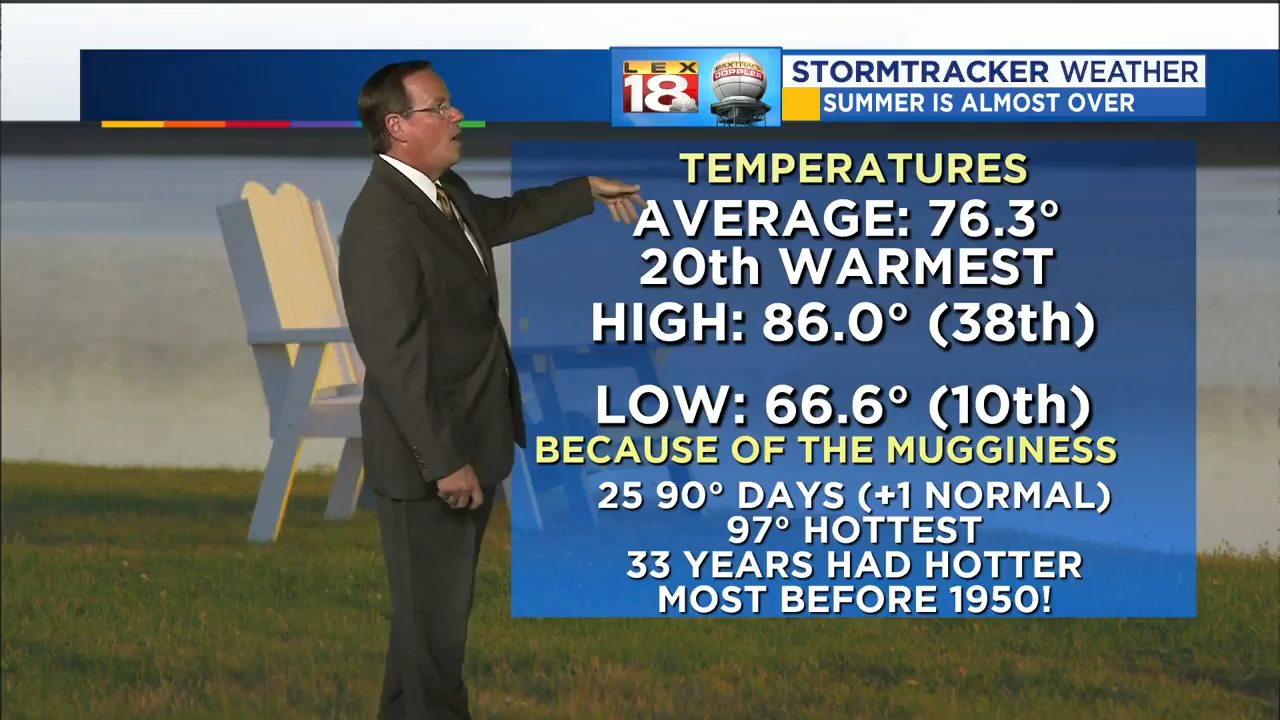 LEX
18
MAXTRACK
DOPPLER
STORMTRACKER WEATHER
SUMMER IS ALMOST OVER
TEMPERATURES
AVERAGE: 76.3°
20th WARMEST
HIGH: 86.0° (38th)
LOW: 66.6° (10th)
BECAUSE OF THE MUGGINESS
25 90° DAYS (+1 NORMAL)
97° HOTTEST
33 YEARS HAD HOTTER
MOST BEFORE 1950!